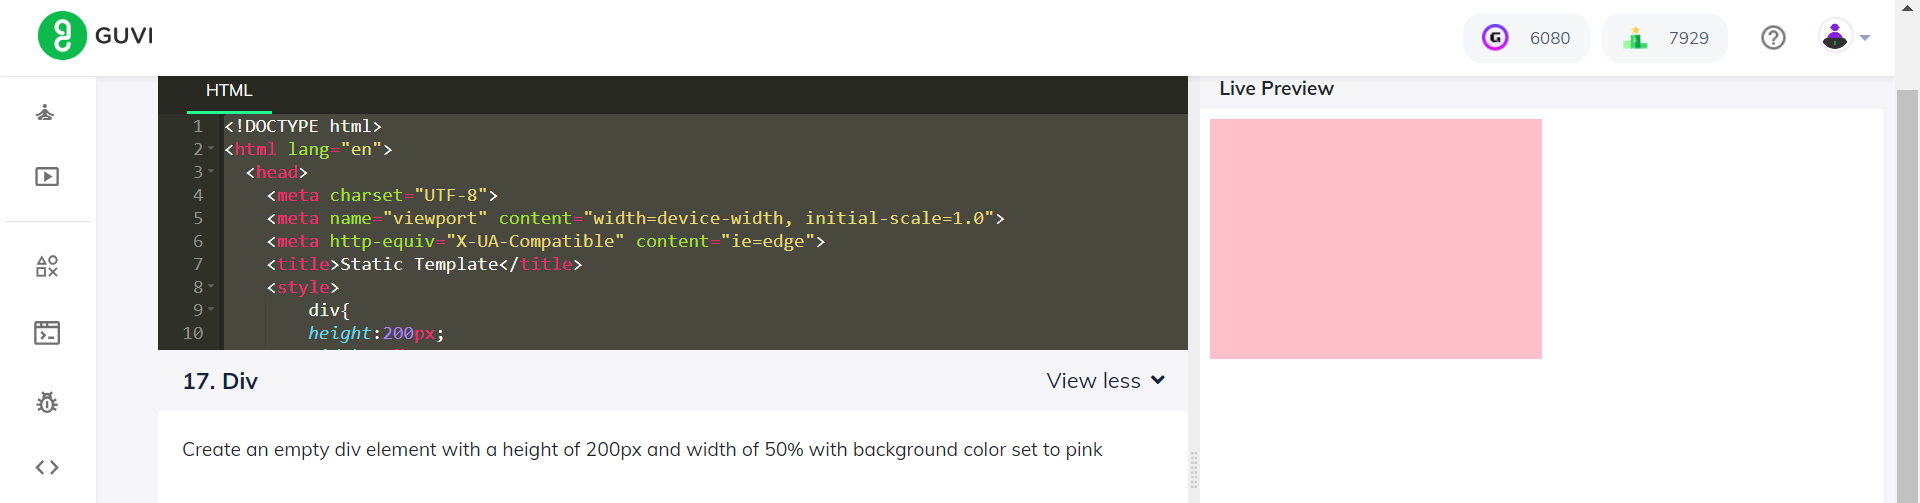 GUVI
6080
7929
HTML
Live Preview
1 <!DOCTYPE html>
2 <html lang="en">
3 <head>
4 <meta charset="UTF-8">
5 <meta name="viewport" content="width=device-width, initial-scale=1.0">
6 <meta http-equiv="X-UA-Compatible" content="ie=edge">
7 <title>Static Template</title>
8 <style>
9 div{
10 height:200px;
17. Div
View less
Create an empty div element with a height of 200px and width of 50% with background color set to pink